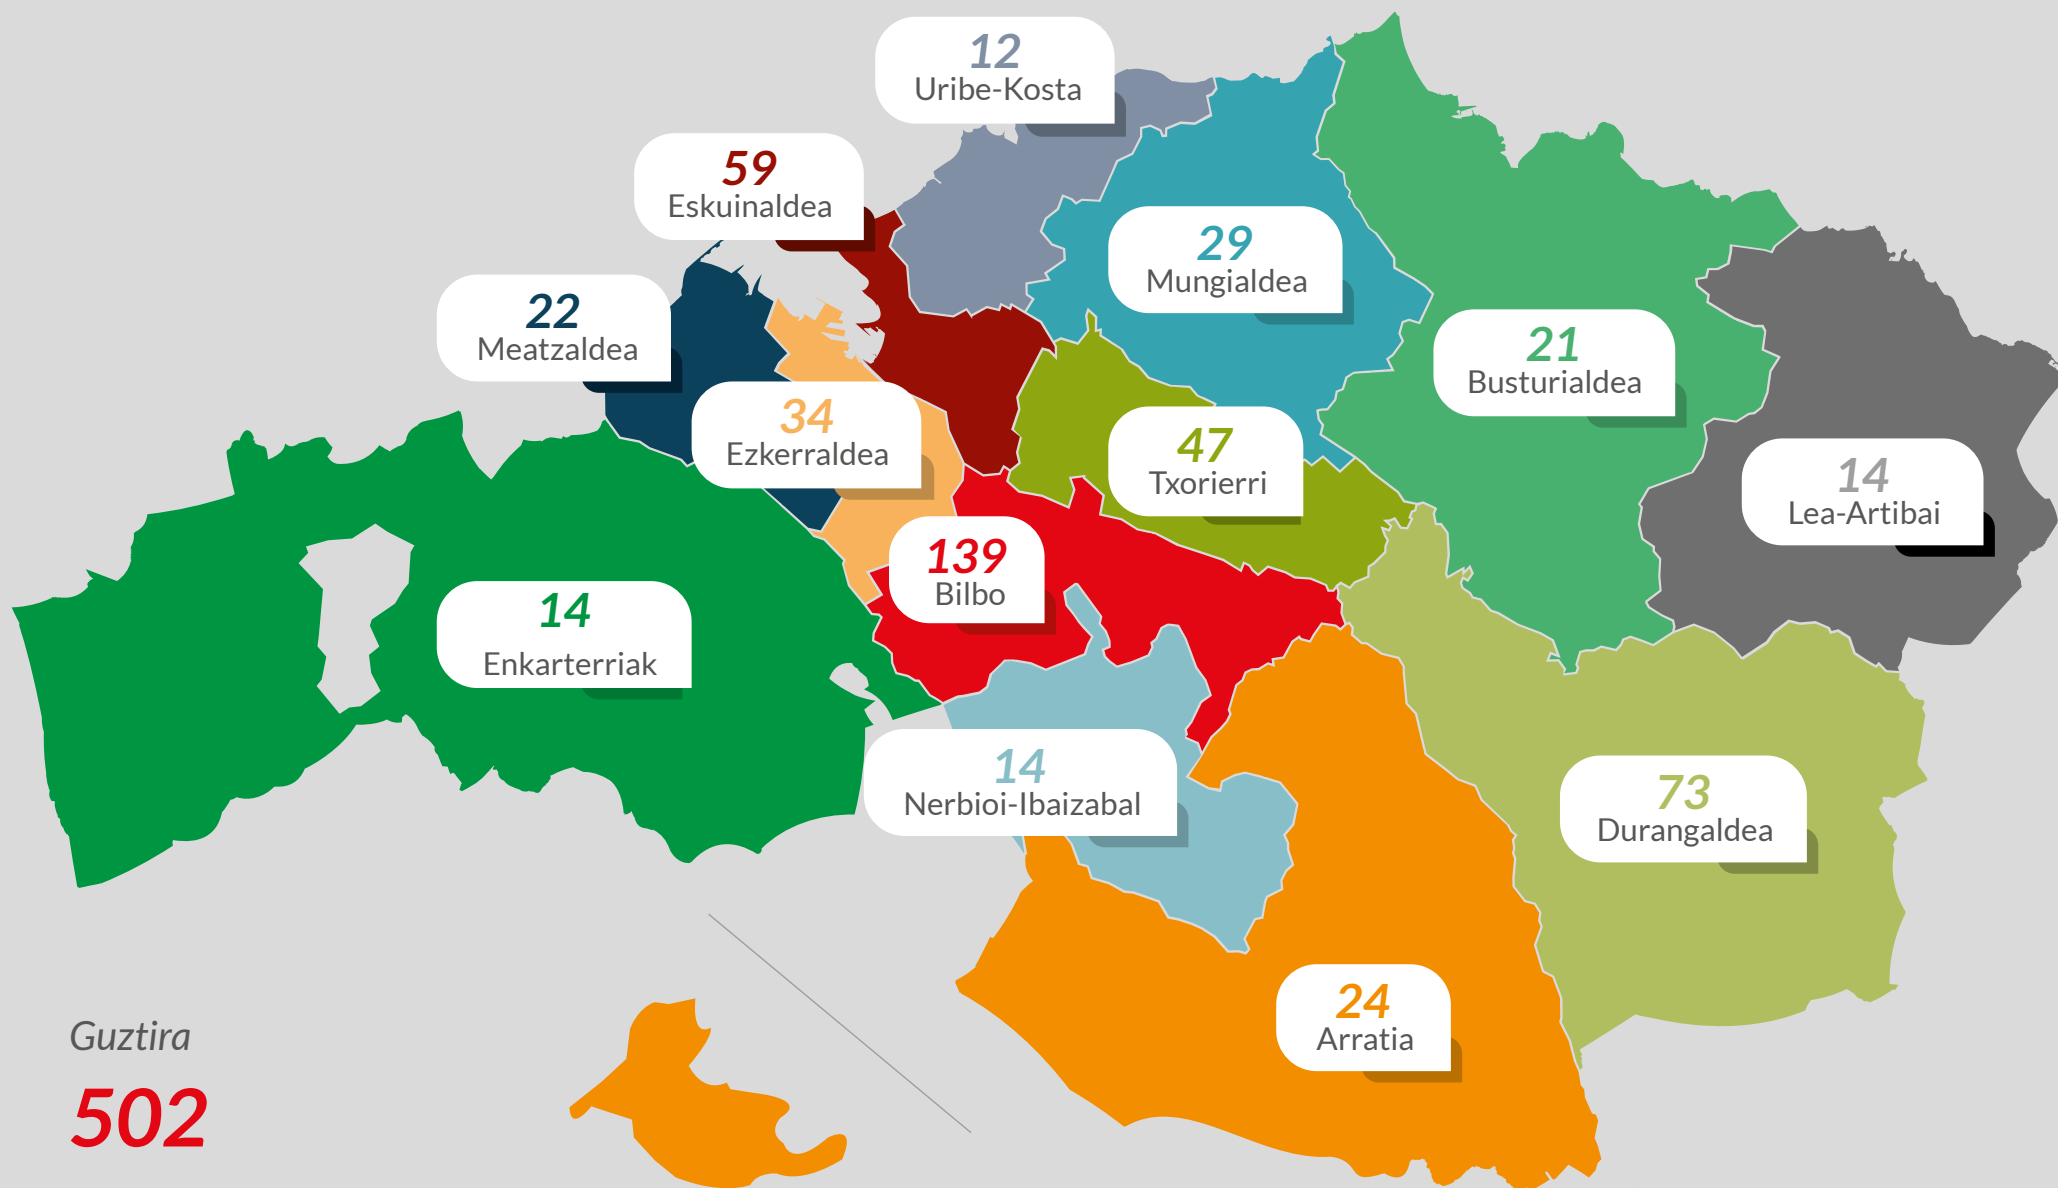 12
Uribe-Kosta
59
Eskuinaldea
29
Mungialdea
22
Meatzaldea
21
Busturialdea
34
Ezkerraldea
47
Txorierri
14
Lea-Artibai
139
Bilbo
14
Enkarterriak
14
Nerbioi-Ibaizabal
73
Durangaldea
24
Arratia
Guztira
502